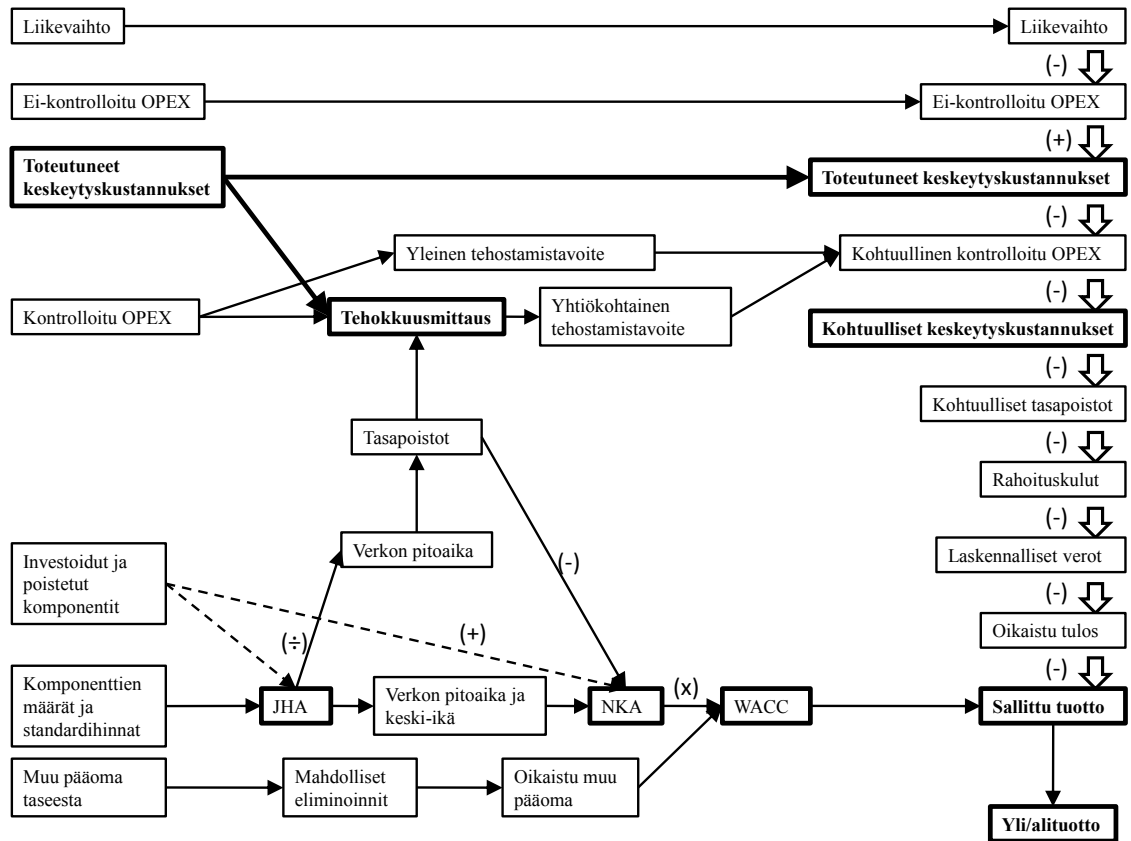 Liikevaihto
Liikevaihto
(-)
Ei-kontrolloitu OPEX
Ei-kontrolloitu OPEX
(+)
Toteutuneet
keskeytyskustannukset
Toteutuneet keskeytyskustannukset
(-)
Yleinen tehostamistavoite
Kohtuullinen kontrolloitu OPEX
(-)
Kontrolloitu OPEX
Tehokkuusmittaus
Yhtiökohtainen
tehostamistavoite
Kohtuulliset keskeytyskustannukset
(-)
Kohtuulliset tasapoistot
Tasapoistot
(-)
Rahoituskulut
(-)
Investoidut ja
poistetut
komponentit
Verkon pitoaika
(-)
Laskennalliset verot
(-)
Oikaistu tulos
(÷)
(+)
(-)
Komponenttien
määrät ja
standardihinnat
JHA
Verkon pitoaika ja
keski-ikä
NKA
(x)
WACC
Sallittu tuotto
Muu pääoma
taseesta
Mahdolliset
eliminoinnit
Oikaistu muu
pääoma
Yli/alituotto